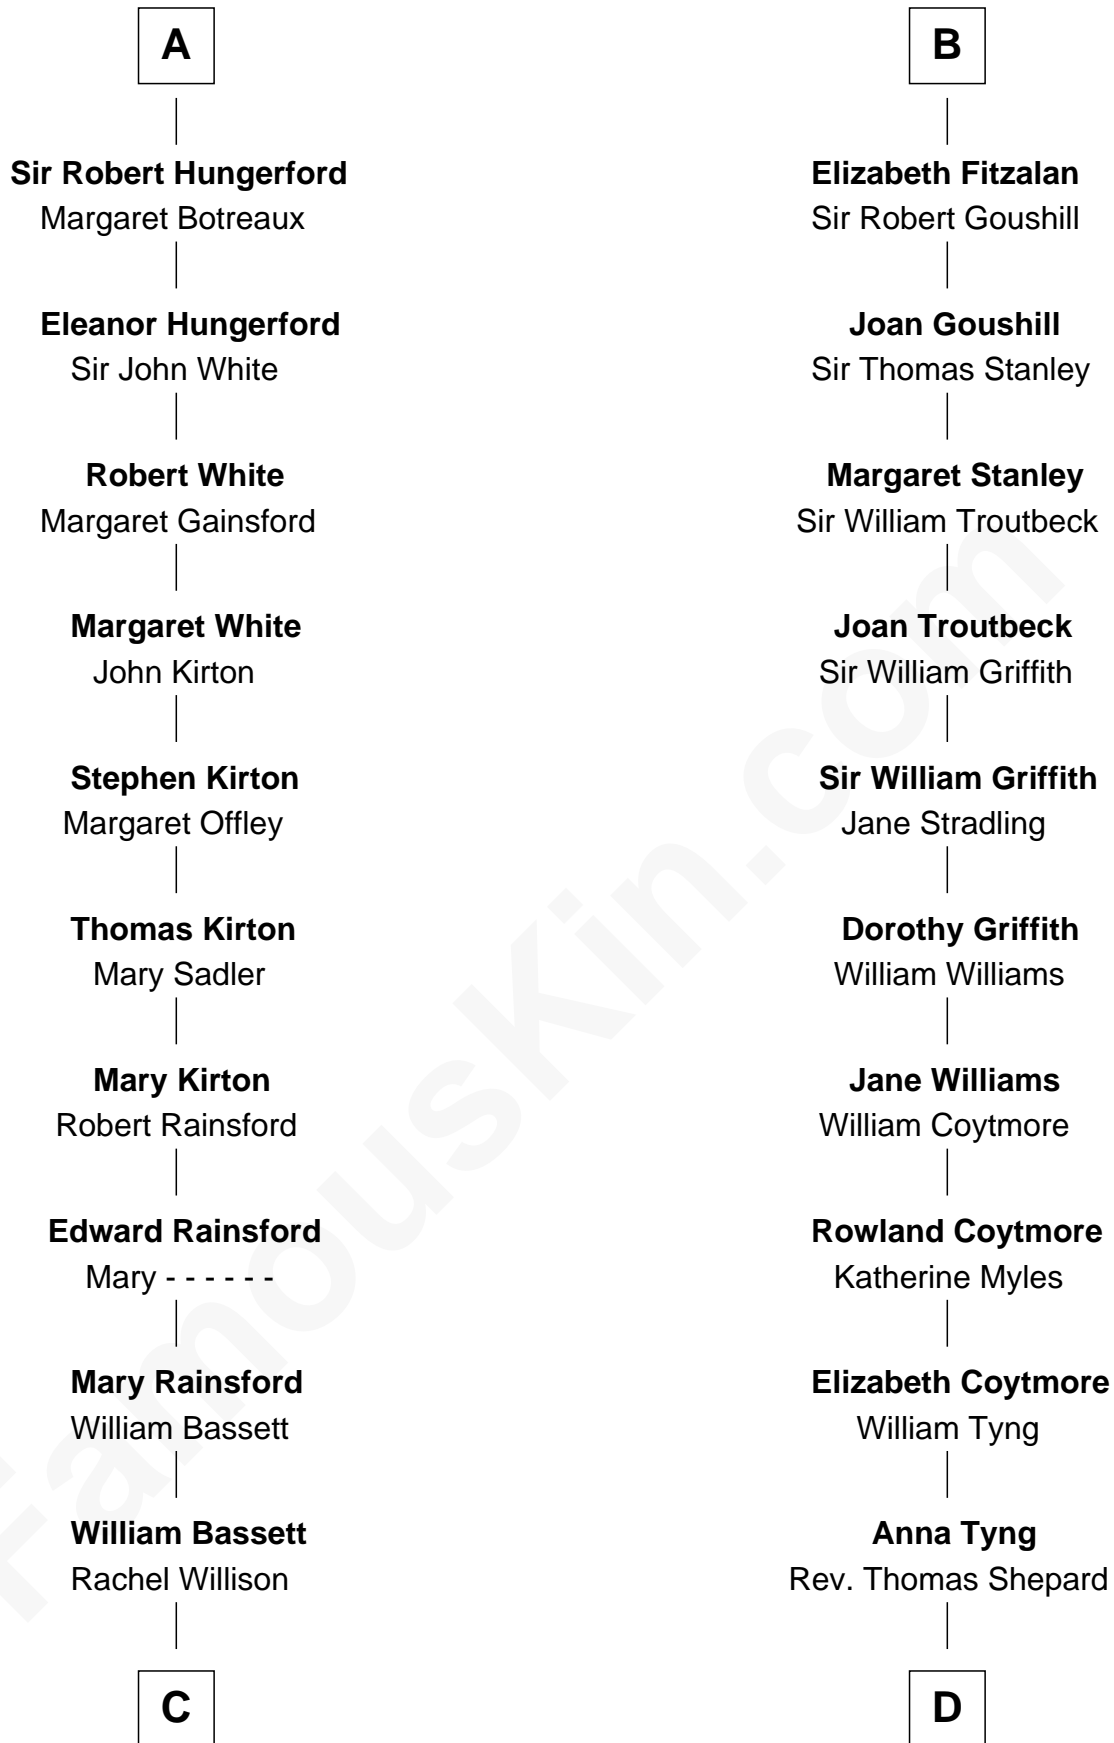 A
Sir Robert Hungerford
Margaret Botreaux
Eleanor Hungerford
Sir John White
Robert White
Margaret Gainsford
Margaret White
John Kirton
Stephen Kirton
Margaret Offley
Thomas Kirton
Mary Sadler
Mary Kirton
Robert Rainsford
Edward Rainsford
Mary - - - - - -
Mary Rainsford
William Bassett
William Bassett
Rachel Willison
C
B
Elizabeth Fitzalan
Sir Robert Goushill
Joan Goushill
Sir Thomas Stanley
Margaret Stanley
Sir William Troutbeck
Joan Troutbeck
Sir William Griffith
Sir William Griffith
Jane Stradling
Dorothy Griffith
William Williams
Jane Williams
William Coytmore
Rowland Coytmore
Katherine Myles
Elizabeth Coytmore
William Tyng
Anna Tyng
Rev. Thomas Shepard
D
FamousKin.com